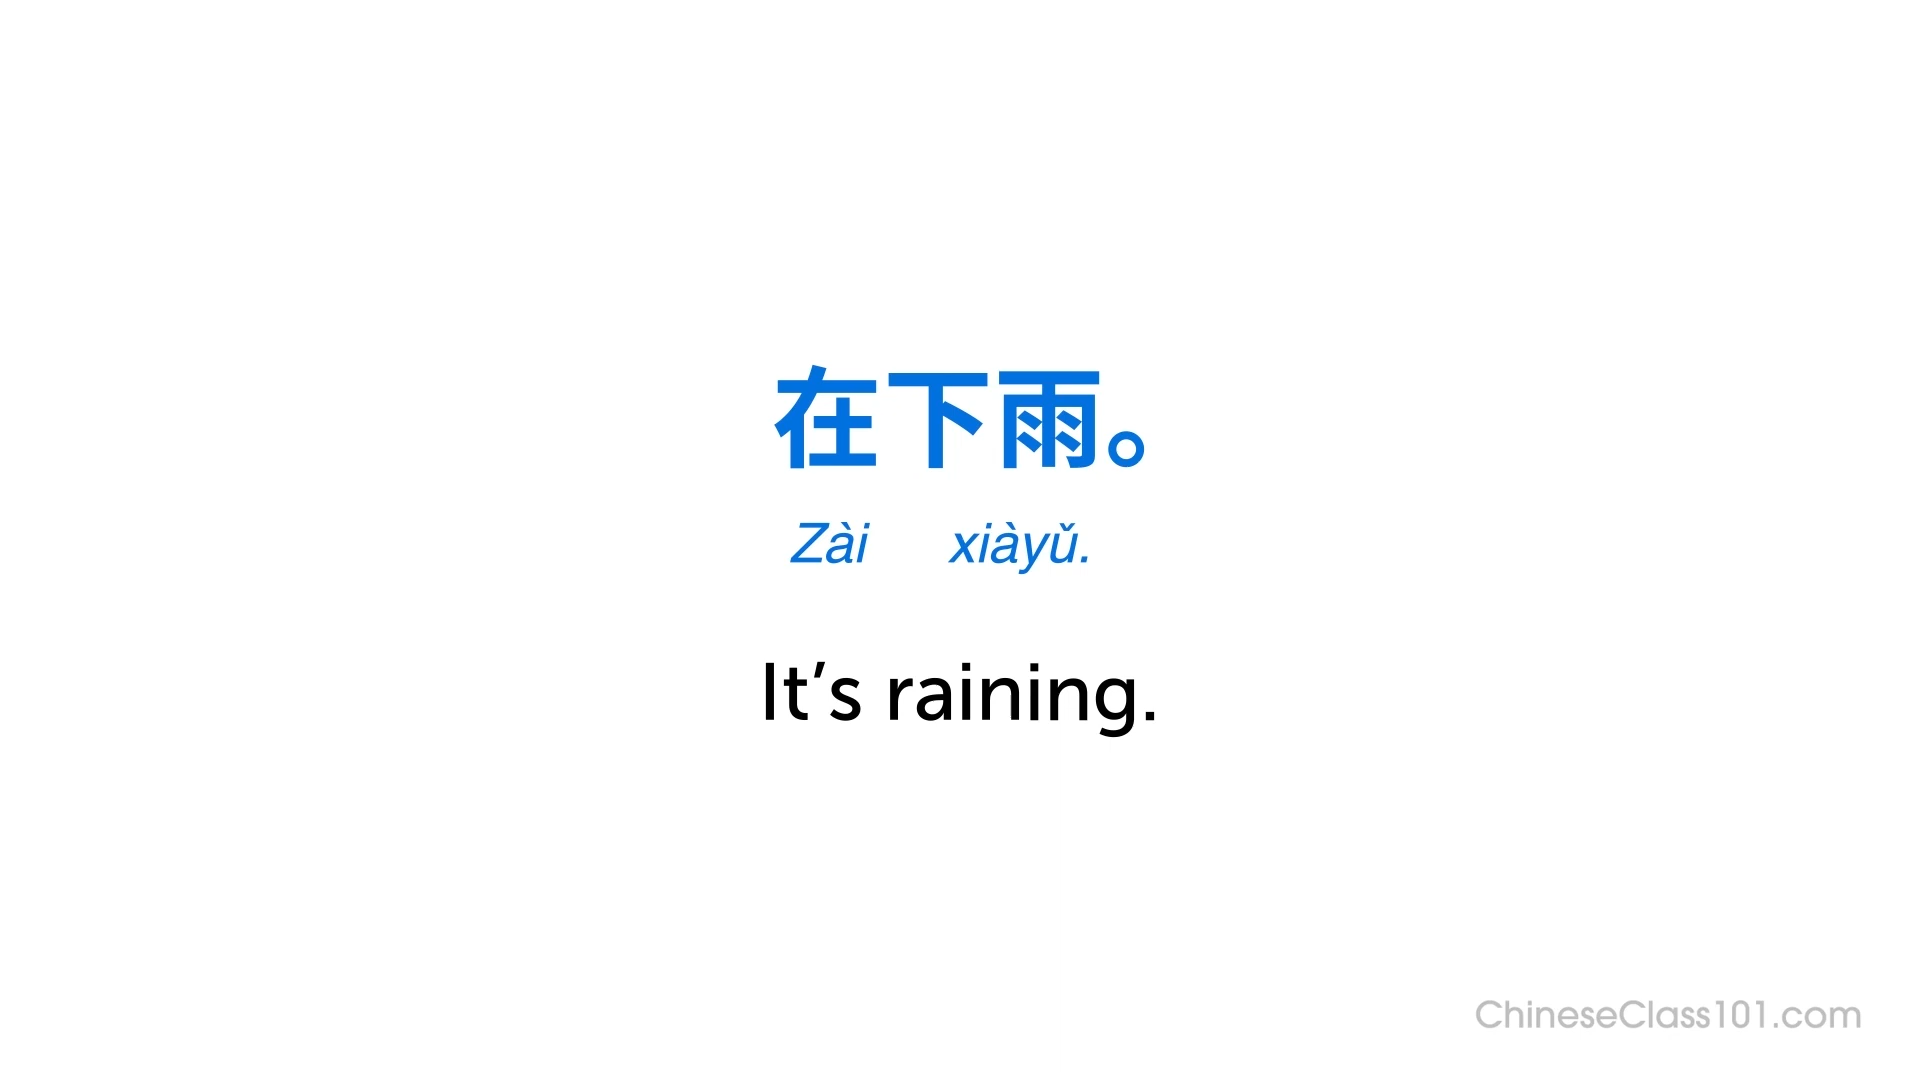 在下雨。
Zài xiàyǔ.
It’s raining.
ChineseClass101.com